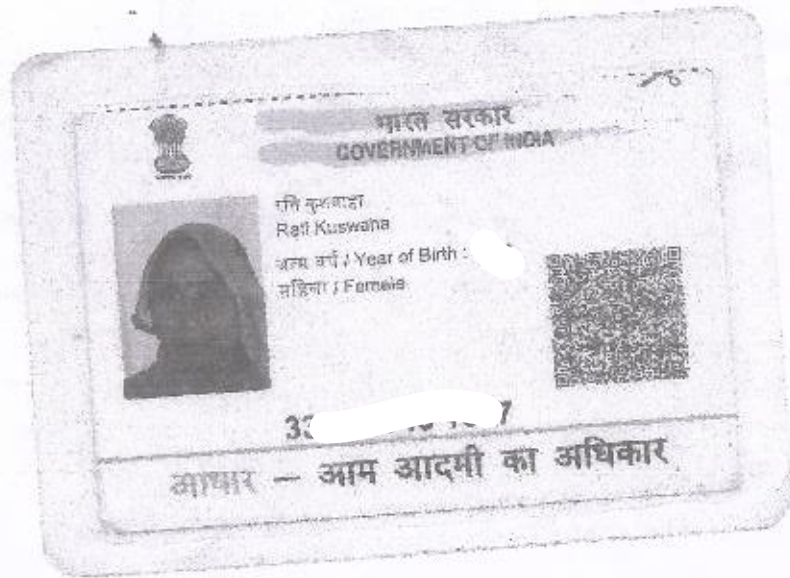 भारत सरकार
GOVERNMENT OF INDIA
रति कुशवाहा
Rati Kuswaha
जन्म वर्ष / Year of Birth :
महिला / Female
आधार – आम आदमी का अधिकार